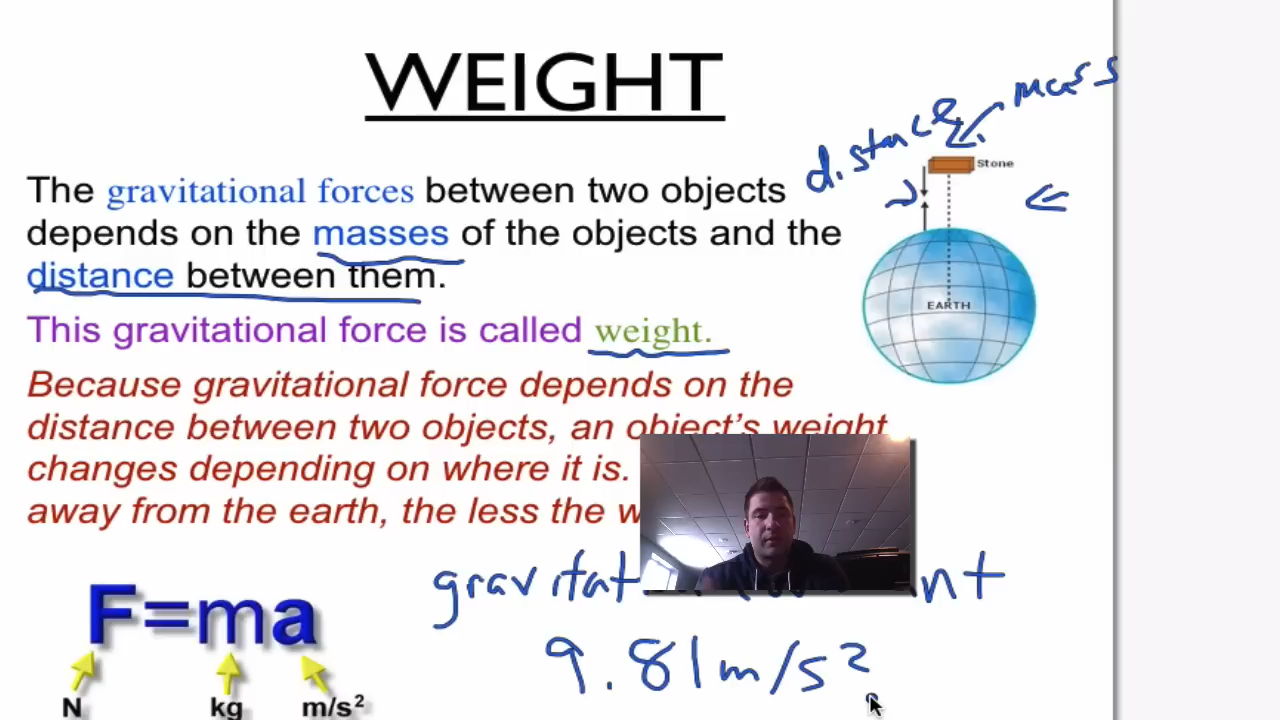 WEIGHT
mass
distance
Stone
The gravitational forces between two objects
depends on the masses of the objects and the
distance between them.
EARTH
This gravitational force is called weight.
Because gravitational force depends on the
distance between two objects, an object's weight
changes depending on where it is.
away from the earth, the less the
F=ma
9.81m/s²
N kg m/s²